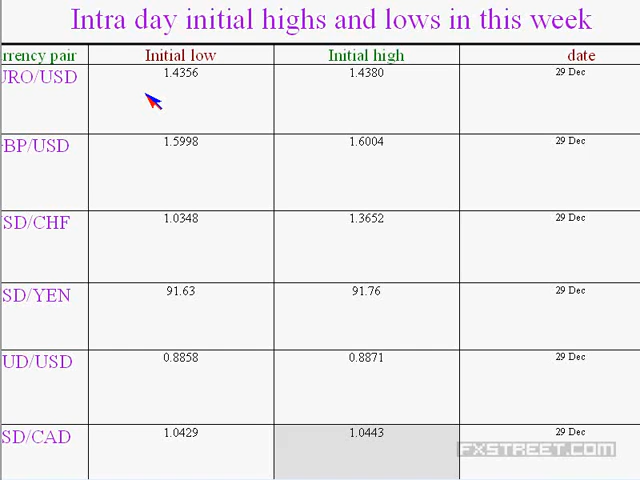 Intra day initial highs and lows in this week
rrency pair Initial low Initial high date
URO/USD 1.4356 1.4380 29 Dec
BP/USD 1.5998 1.6004 29 Dec
SD/CHF 1.0348 1.3652 29 Dec
SD/YEN 91.63 91.76 29 Dec
UD/USD 0.8858 0.8871 29 Dec
SD/CAD 1.0429 1.0443 29 Dec
FXSTREET.COM